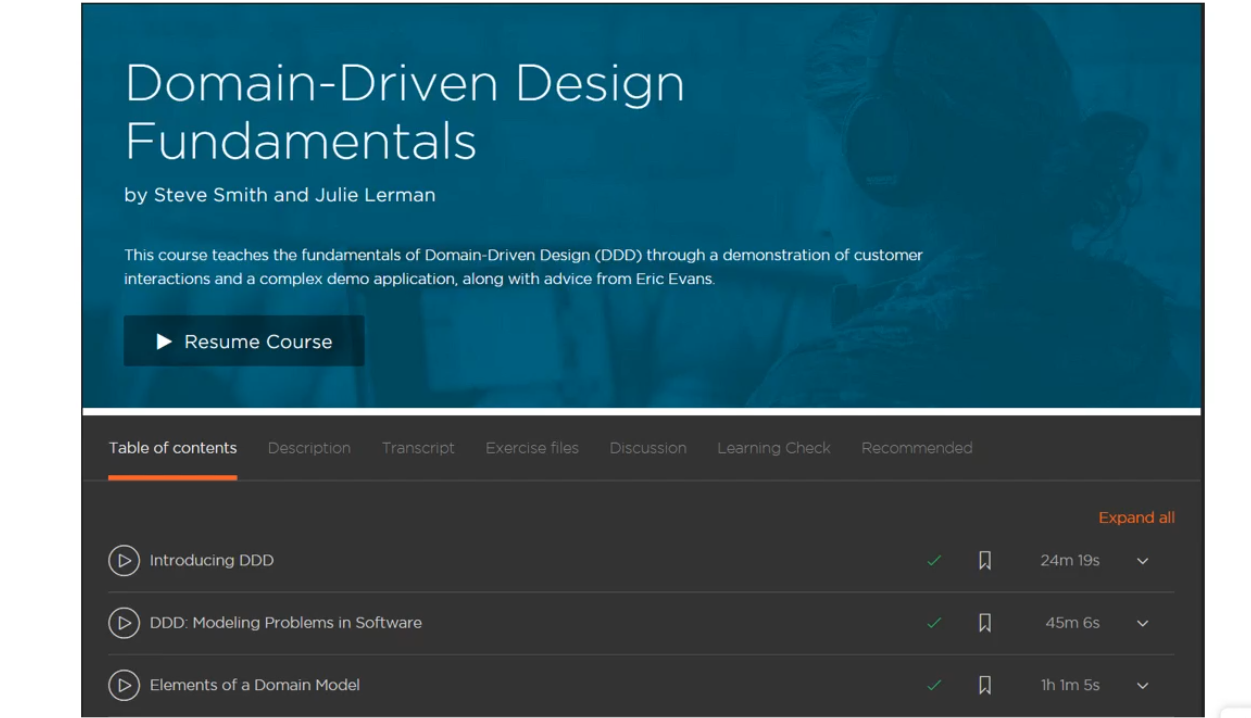 Domain-Driven Design
Fundamentals
by Steve Smith and Julie Lerman
This course teaches the fundamentals of Domain-Driven Design (DDD) through a demonstration of customer
interactions and a complex demo application, along with advice from Eric Evans.
Resume Course
Table of contents Description Transcript Exercise files Discussion Learning Check Recommended
Expand all
Introducing DDD 24m 19s
DDD: Modeling Problems in Software 45m 6s
Elements of a Domain Model 1h 1m 5s